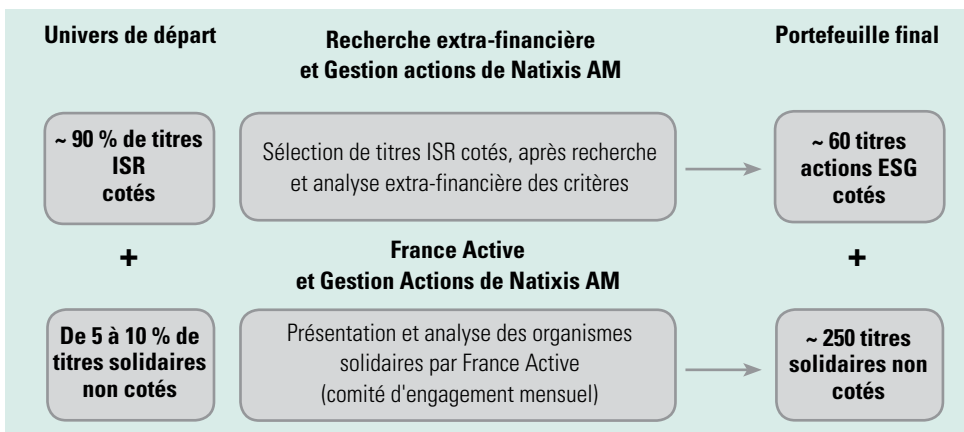 Univers de départ
Recherche extra-financière
et Gestion actions de Natixis AM
Portefeuille final
~ 90 % de titres
ISR
cotés
Sélection de titres ISR cotés, après recherche
et analyse extra-financière des critères
~ 60 titres
actions ESG
cotés
+
France Active
et Gestion Actions de Natixis AM
+
De 5 à 10 % de
titres solidaires
non cotés
Présentation et analyse des organismes
solidaires par France Active
(comité d'engagement mensuel)
~ 250 titres
solidaires non
cotés